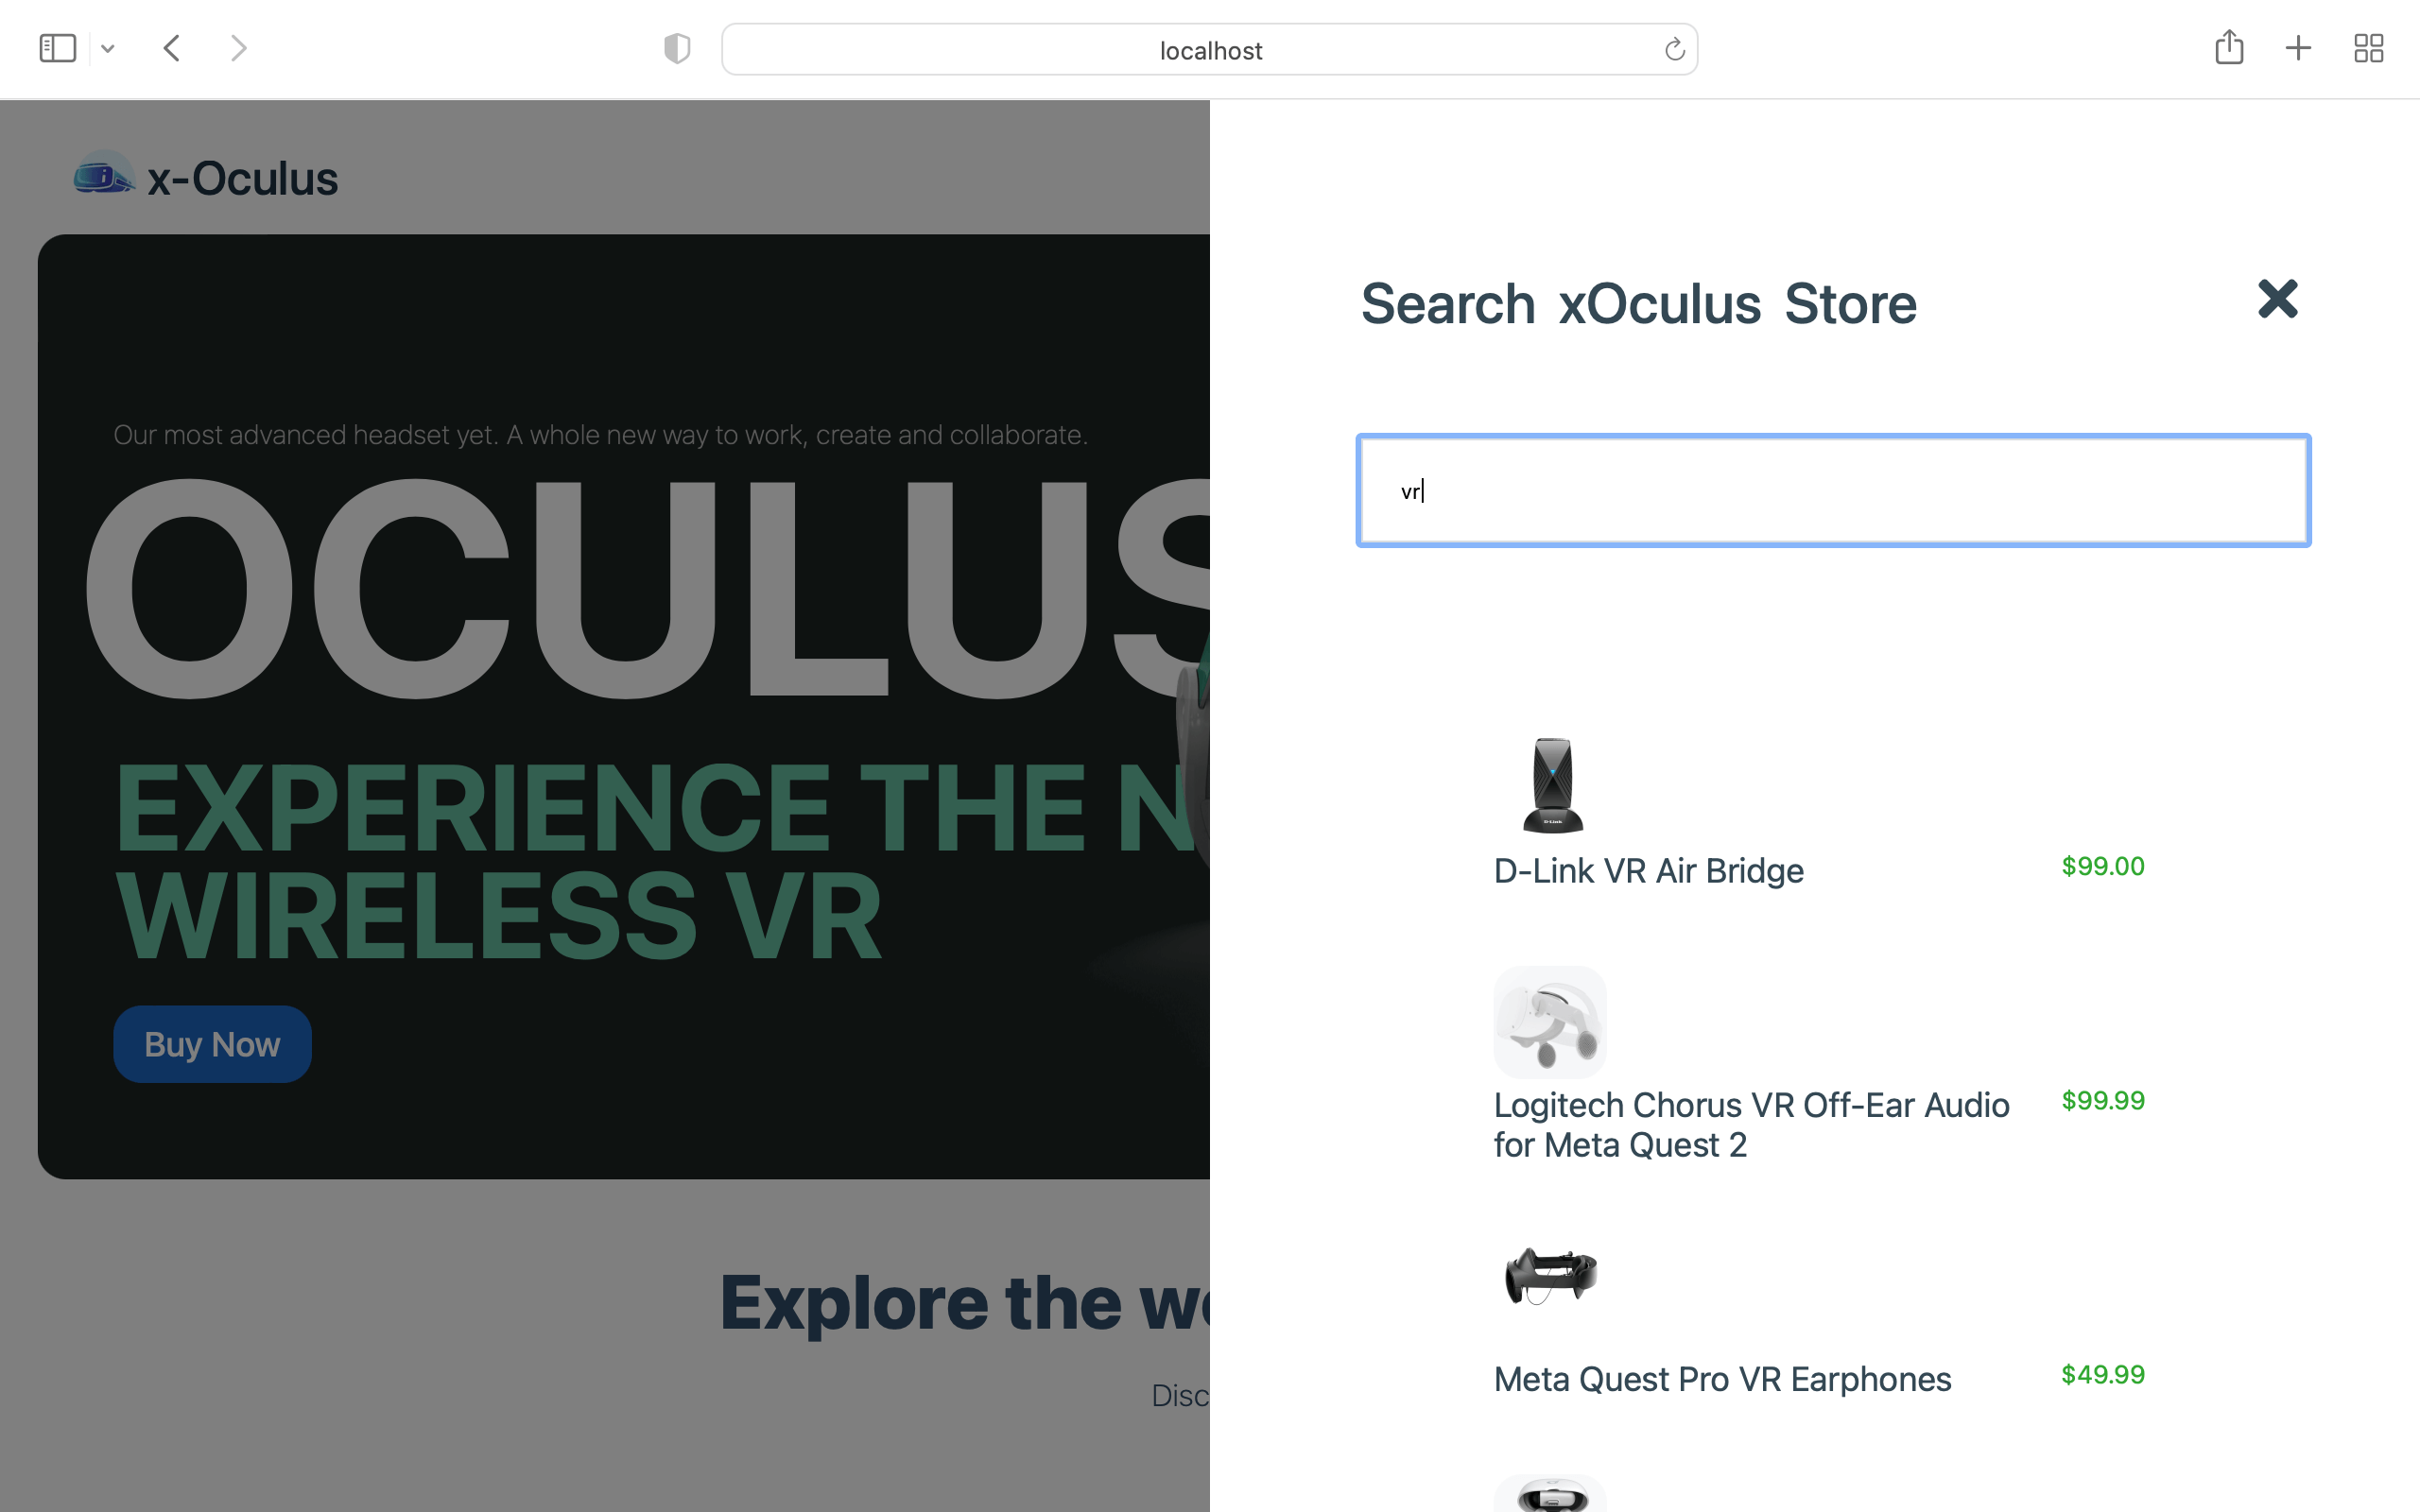 localhost
x-Oculus
Our most advanced headset yet. A whole new way to work, create and collaborate.
OCULUS
EXPERIENCE THE N
WIRELESS VR
Buy Now
Explore the wo
Disc
Search xOculus Store
vr
D-Link
D-Link VR Air Bridge
$99.00
Logitech Chorus VR Off-Ear Audio
for Meta Quest 2
$99.99
Meta Quest Pro VR Earphones
$49.99